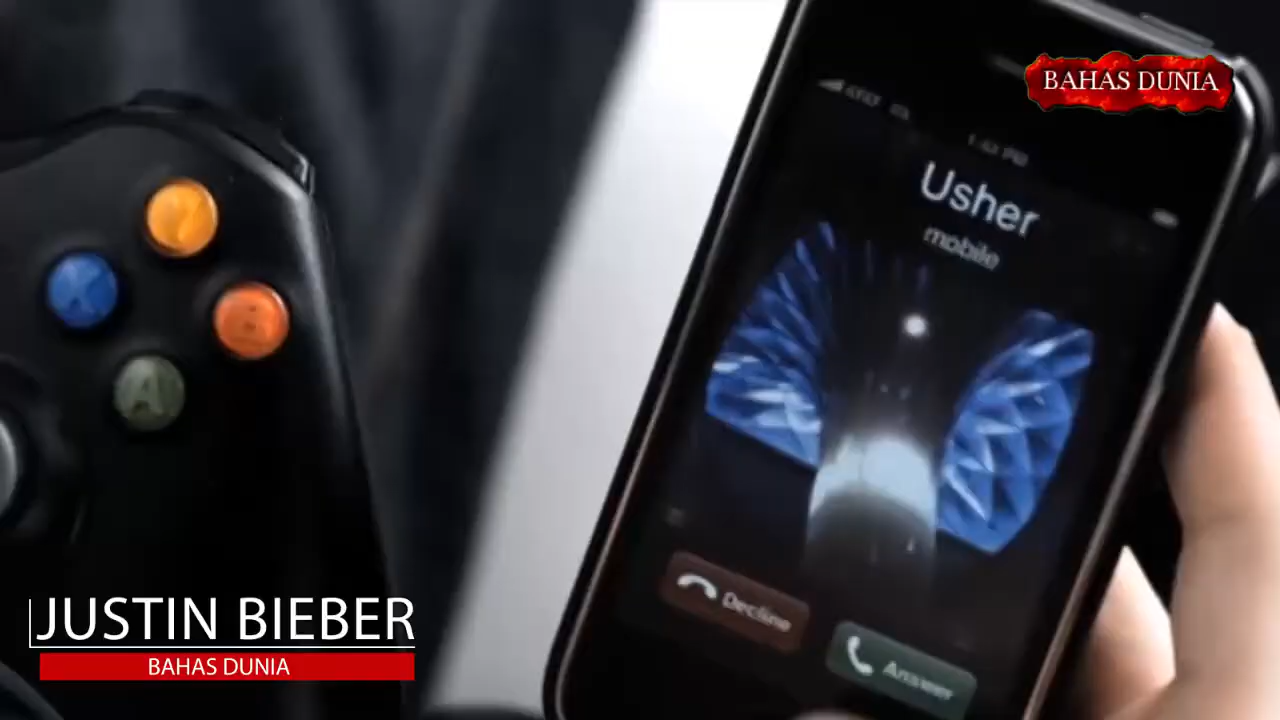 BAHAS DUNIA
Usher
mobile
X
A
Decline
Answer
JUSTIN BIEBER
BAHAS DUNIA